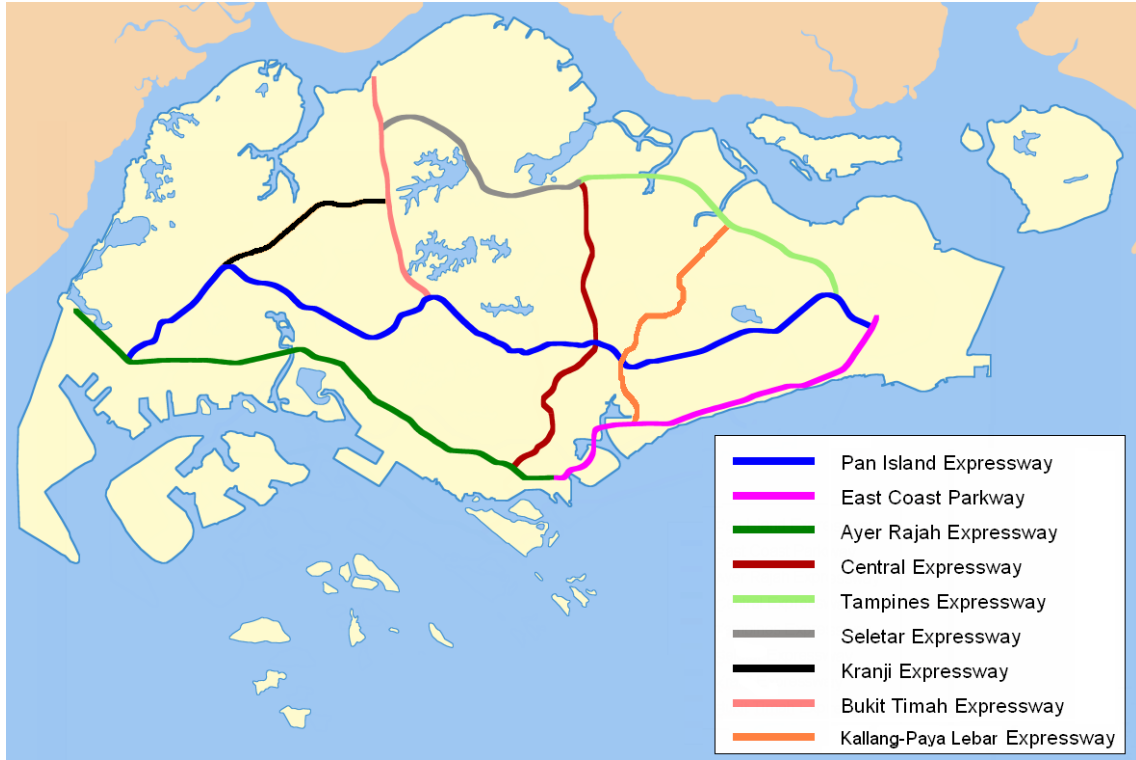 Pan Island Expressway
East Coast Parkway
Ayer Rajah Expressway
Central Expressway
Tampines Expressway
Seletar Expressway
Kranji Expressway
Bukit Timah Expressway
Kallang-Paya Lebar Expressway